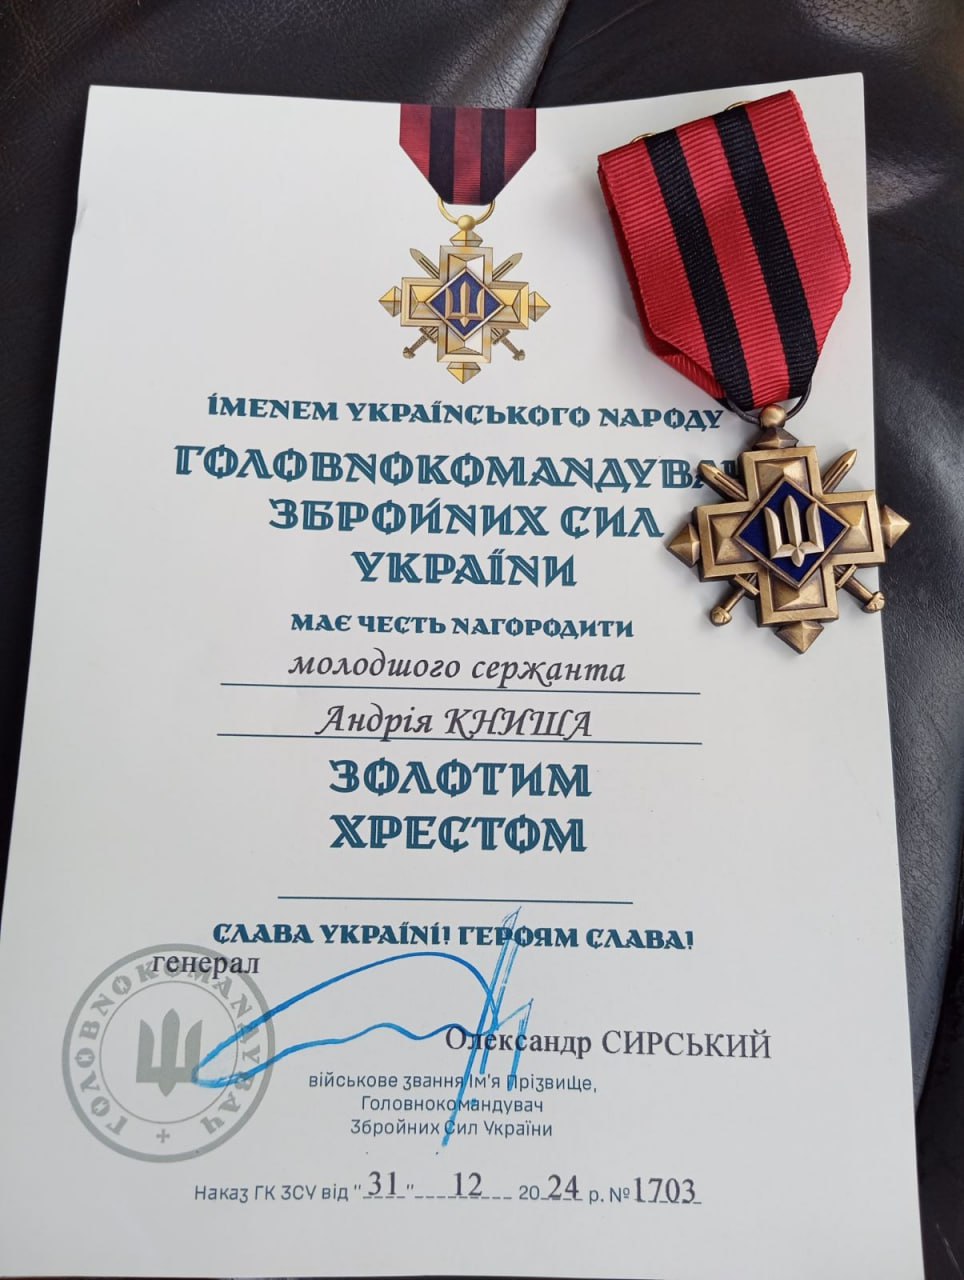 ІМЕНЕМ УКРАЇНСЬКОГО НАРОДУ
ЗБРОЙНИХ СИЛ
УКРАЇНИ
МАЄ ЧЕСТЬ НАГОРОДИТИ
молодшого сержанта
Андрія КНИША
ЗОЛОТИМ
ХРЕСТОМ
СЛАВА УКРАЇНІ! ГЕРОЯМ СЛАВА!
генерал
ГОЛОВНОКОМАНДУВАЧ
Олександр СИРСЬКИЙ
військове звання Ім'я Прізвище,
Головнокомандувач
Збройних Сил України
Наказ ГК ЗСУ від "31" 12 2024 р. №1703